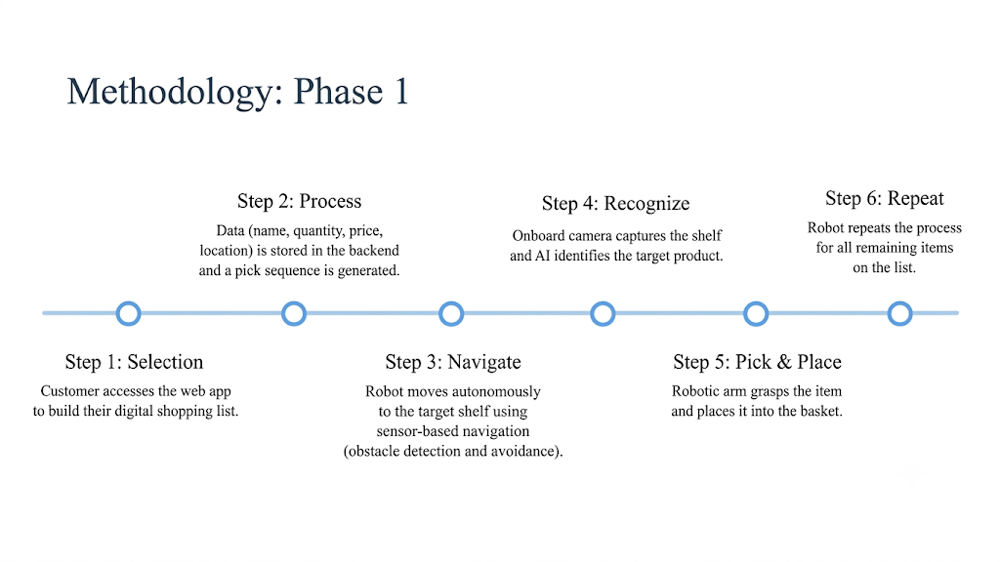 Methodology: Phase 1
Step 1: Selection
Customer accesses the web app
to build their digital shopping list.
Step 2: Process
Data (name, quantity, price,
location) is stored in the backend
and a pick sequence is generated.
Step 3: Navigate
Robot moves autonomously
to the target shelf using
sensor-based navigation
(obstacle detection and avoidance).
Step 4: Recognize
Onboard camera captures the shelf
and AI identifies the target product.
Step 5: Pick & Place
Robotic arm grasps the item
and places it into the basket.
Step 6: Repeat
Robot repeats the process
for all remaining items
on the list.